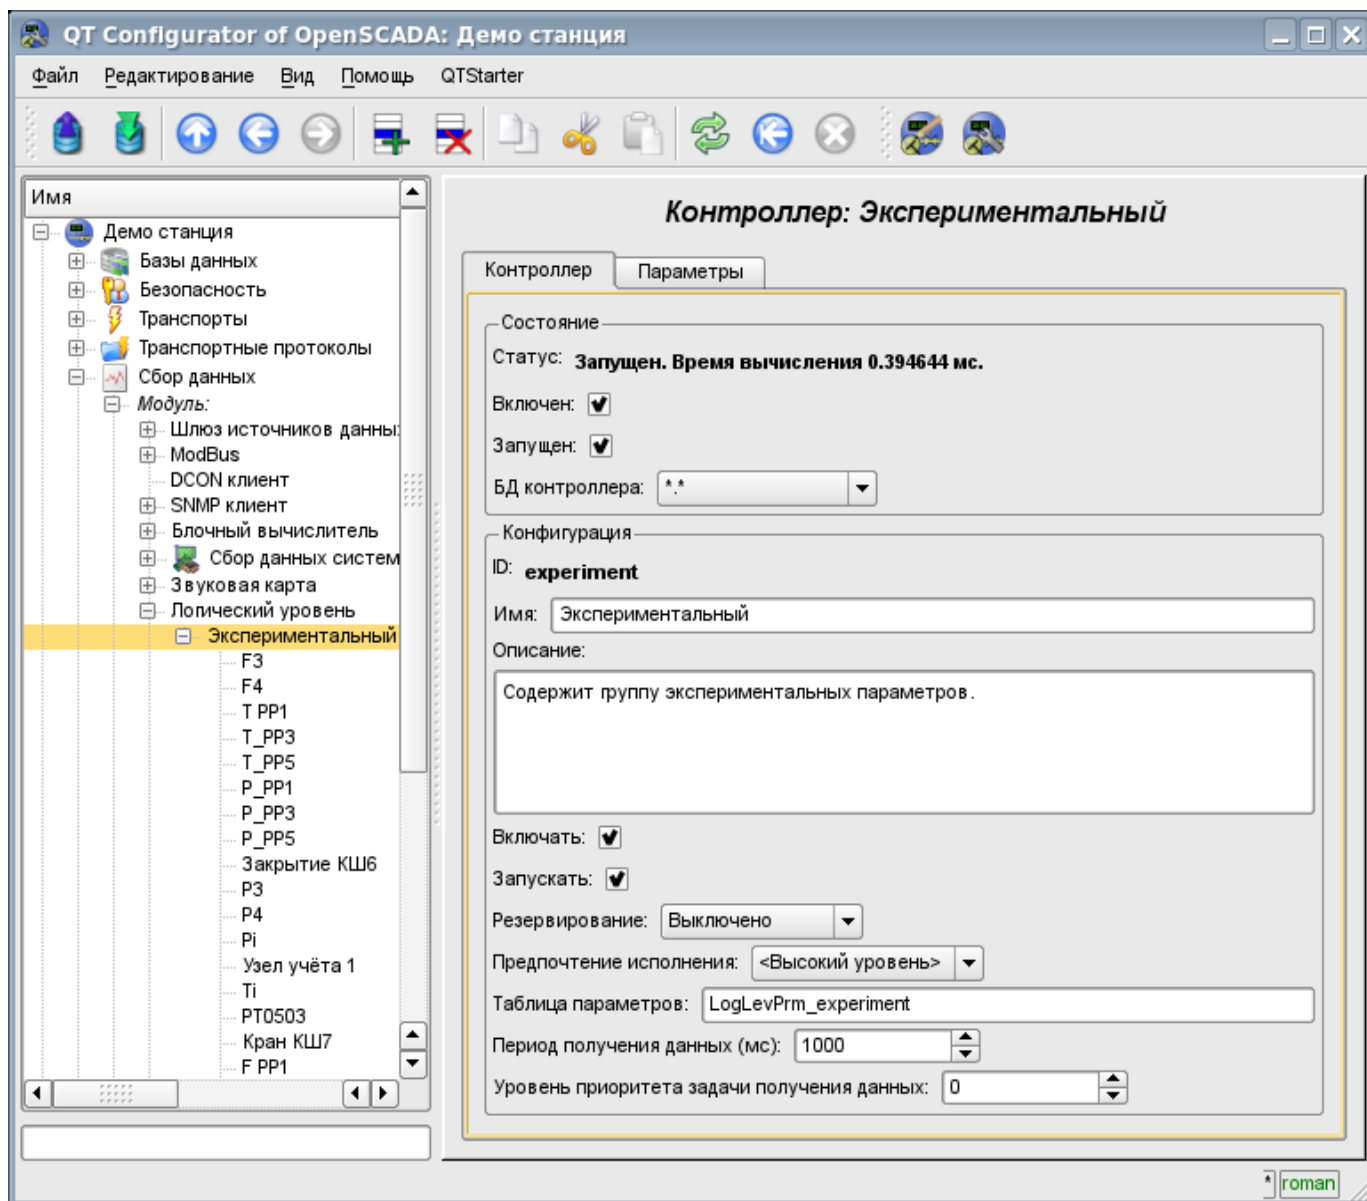 QT Configurator of OpenSCADA: Демо станция
Файл Редактирование Вид Помощь QTStarter
Имя
Демо станция
Базы данных
Безопасность
Транспорты
Транспортные протоколы
Сбор данных
Модуль:
Шлюз источников данны
ModBus
DCON клиент
SNMP клиент
Блочный вычислитель
Сбор данных систем
Звуковая карта
Логический уровень
Экспериментальный
F3
F4
T PP1
T_PP3
T_PP5
P_PP1
P_PP3
P_PP5
Закрытие КШ6
P3
P4
Pi
Узел учёта 1
Ti
PT0503
Кран КШ7
F PP1
Контроллер: Экспериментальный
Контроллер Параметры
Состояние
Статус: Запущен. Время вычисления 0.394644 мс.
Включен:
Запущен:
БД контроллера: *.*
Конфигурация
ID: experiment
Имя: Экспериментальный
Описание:
Содержит группу экспериментальных параметров.
Включать:
Запускать:
Резервирование: Выключено
Предпочтение исполнения: <Высокий уровень>
Таблица параметров: LogLevPrm_experiment
Период получения данных (мс): 1000
Уровень приоритета задачи получения данных: 0
* roman